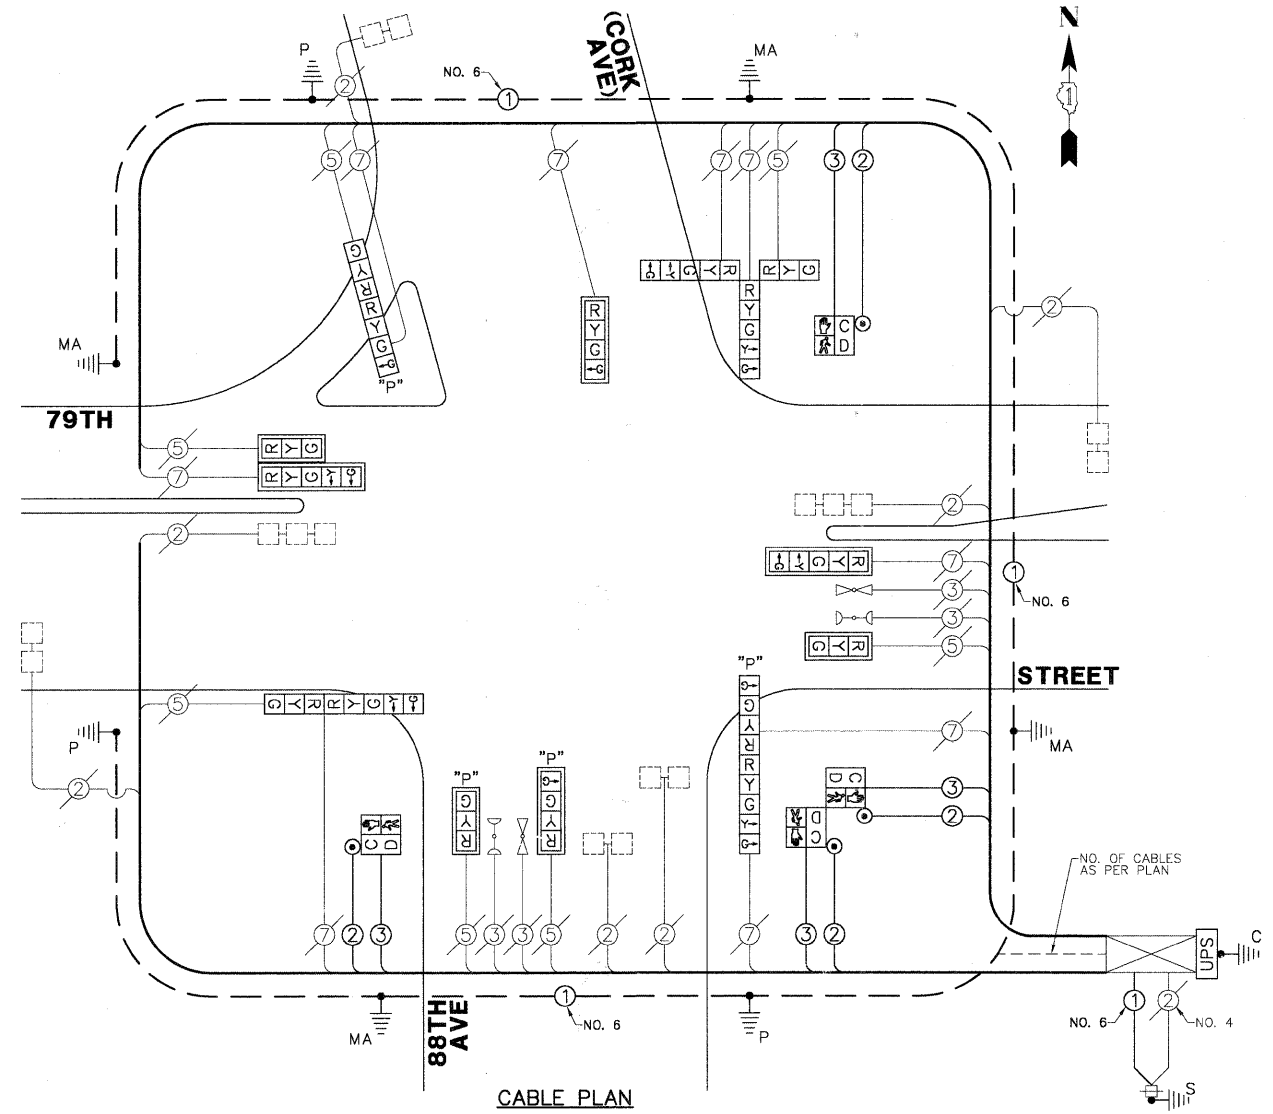 N
1
(CORK
AVE)
P
MA
NO. 6
1
2
5
7
7
7
7
5
3
2
G
Y
R
R
Y
G
G
"P"
R
Y
G
G
G Y G Y R
R Y G
R
Y
G
Y
G
C
D
2
MA
79TH
5
R Y G
7
R Y G Y G
2
2
G Y G Y R
7
3
3
R Y G
5
1
NO. 6
STREET
"P"
G
G
Y
R
R
Y
G
Y
G
7
MA
5
G Y R R Y G Y G
P
2
C
D
3
2
D
C
C
D
"P"
G
Y
R
"P"
G
G
Y
R
7
2
3
5
3
3
5
2
2
7
3
2
NO. OF CABLES
AS PER PLAN
UPS
C
1
NO. 6
MA
P
88TH
AVE
NO. 6
1
2
NO. 4
S
CABLE PLAN